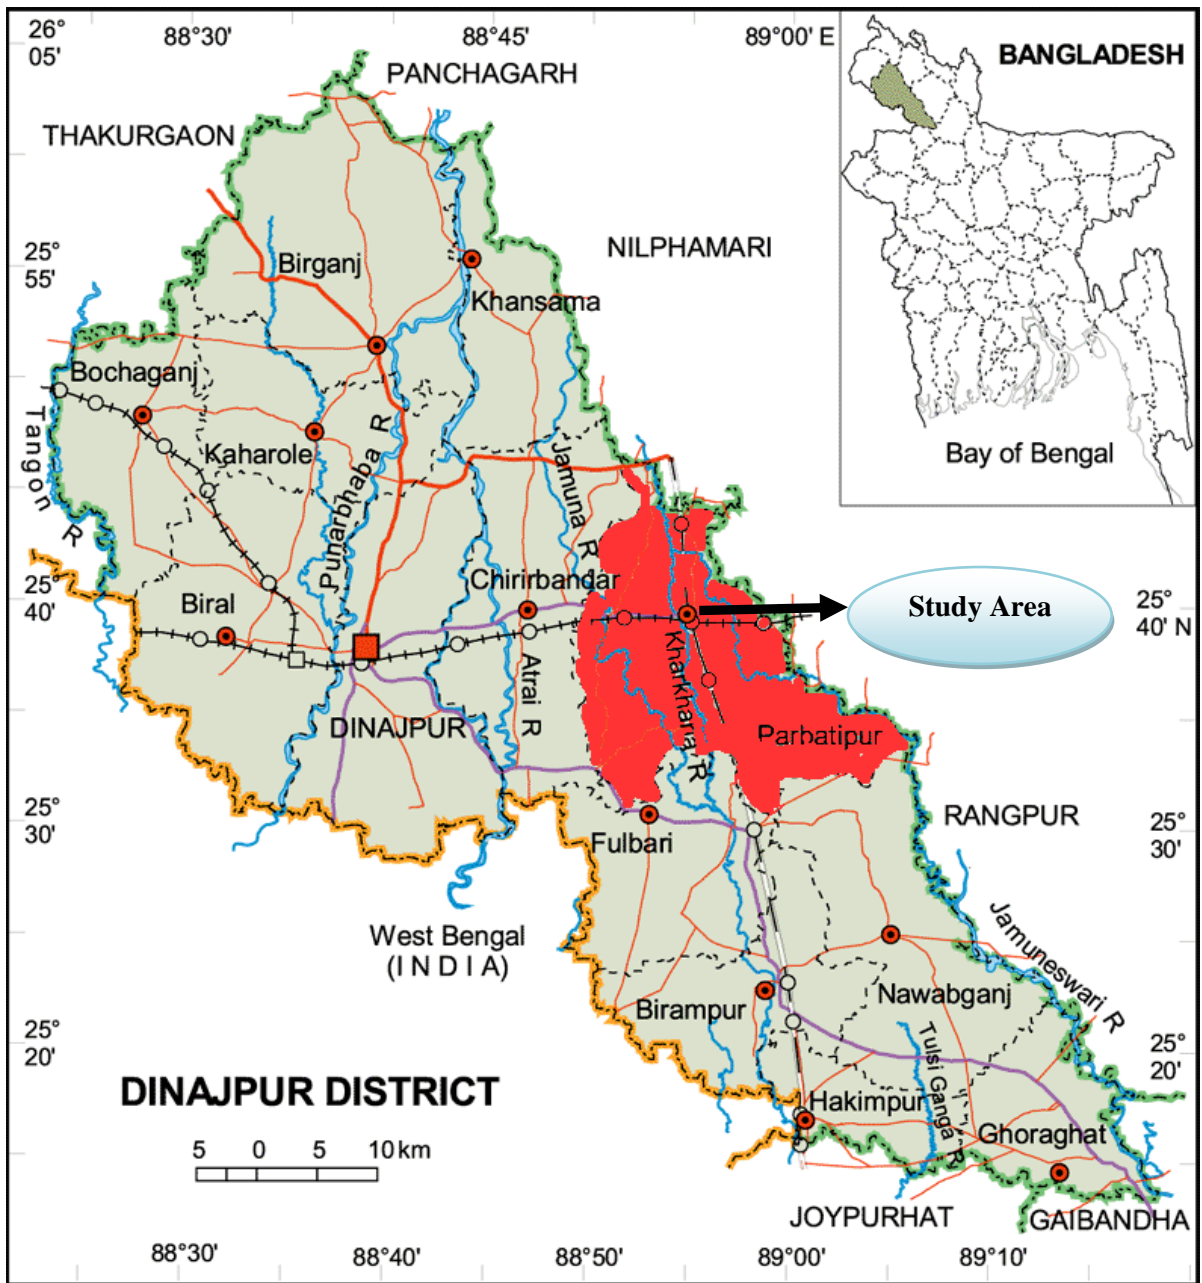 26°
05'
88°30'
88°45'
89°00' E
BANGLADESH
PANCHAGARH
THAKURGAON
NILPHAMARI
25°
55'
Birganj
Khansama
Bochaganj
Kaharole
Tangon R
Punarbhaba R
Jamuna R
Bay of Bengal
25°
40'
Biral
Chirirbandar
Study Area
25°
40' N
Kharkharia R
Atrai R
DINAJPUR
Parbatipur
25°
30'
Fulbari
RANGPUR
25°
30'
West Bengal
(I N D I A)
Jamuneswari R
Birampur
Nawabganj
25°
20'
Tulsi Ganga R
25°
20'
DINAJPUR DISTRICT
Hakimpur
Ghoraghat
5 0 5 10 km
JOYPURHAT
GAIBANDHA
88°30'
88°40'
88°50'
89°00'
89°10'